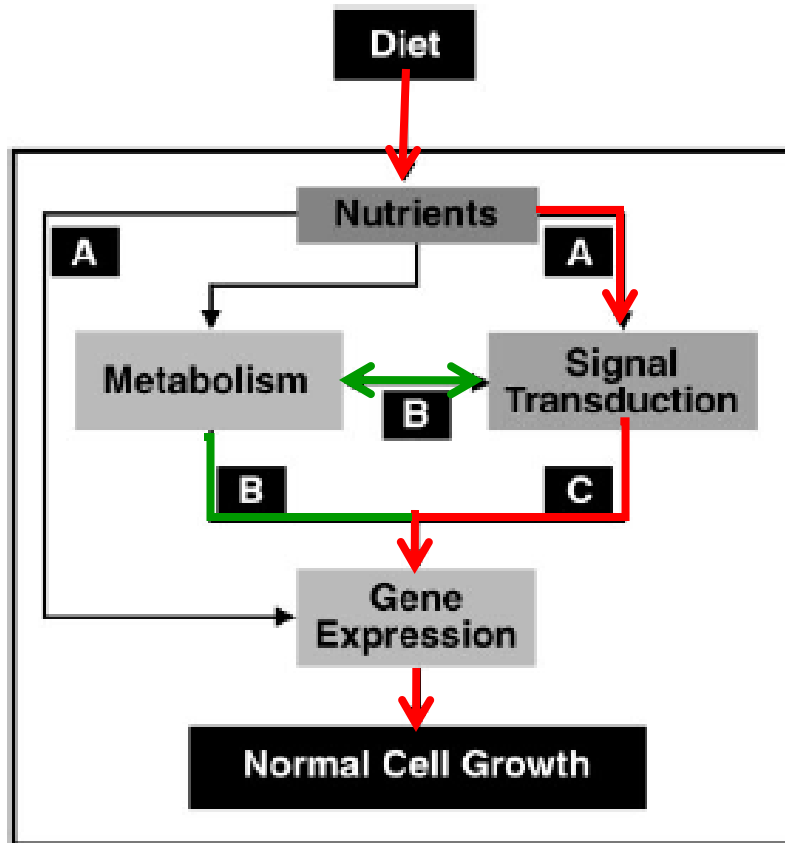 Diet
Nutrients
A
A
Metabolism
Signal
Transduction
B
B
C
Gene
Expression
Normal Cell Growth